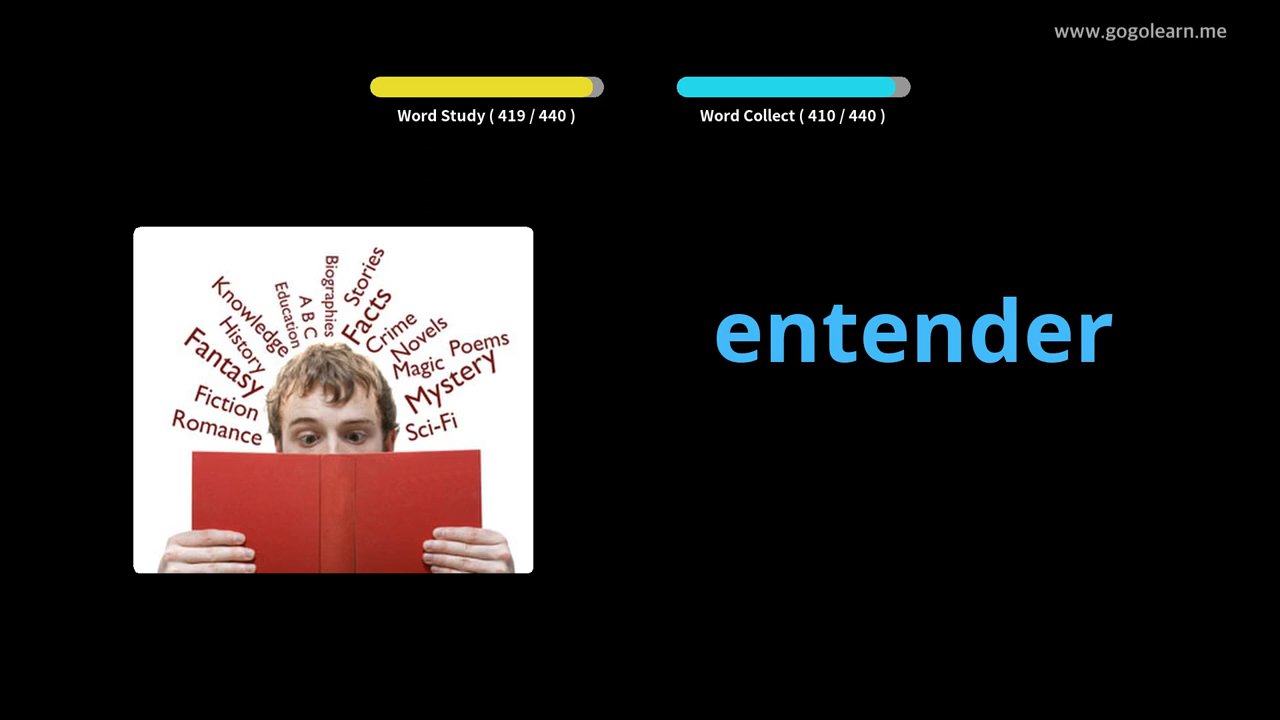 www.gogolearn.me
Word Study ( 419 / 440 )
Word Collect ( 410 / 440 )
Biographies
Stories
Education
A B C
Facts
Knowledge
Crime
History
Novels
Fantasy
Magic
Poems
Mystery
Fiction
Romance
Sci-Fi
entender